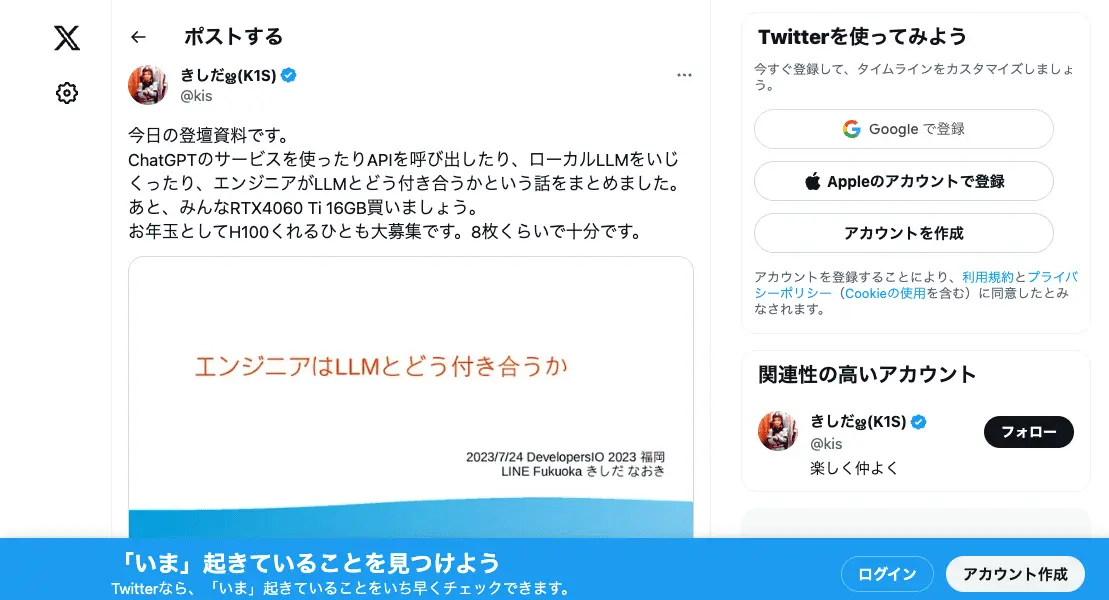 ポストする
きしだൠ(K1S)
@kis
今日の登壇資料です。
ChatGPTのサービスを使ったりAPIを呼び出したり、ローカルLLMをいじ
くったり、エンジニアがLLMとどう付き合うかという話をまとめました。
あと、みんなRTX4060 Ti 16GB買いましょう。
お年玉としてH100くれるひとも大募集です。8枚くらいで十分です。
エンジニアはLLMとどう付き合うか
2023/7/24 DevelopersIO 2023 福岡
LINE Fukuoka きしだ なおき
Twitterを使ってみよう
今すぐ登録して、タイムラインをカスタマイズしましょ
う。
Google で登録
Appleのアカウントで登録
アカウントを作成
アカウントを登録することにより、利用規約とプライバ
シーポリシー（Cookieの使用を含む）に同意したとみ
なされます。
関連性の高いアカウント
きしだൠ(K1S)
@kis
フォロー
楽しく仲よく
「いま」起きていることを見つけよう
Twitterなら、「いま」起きていることをいち早くチェックできます。
ログイン
アカウント作成